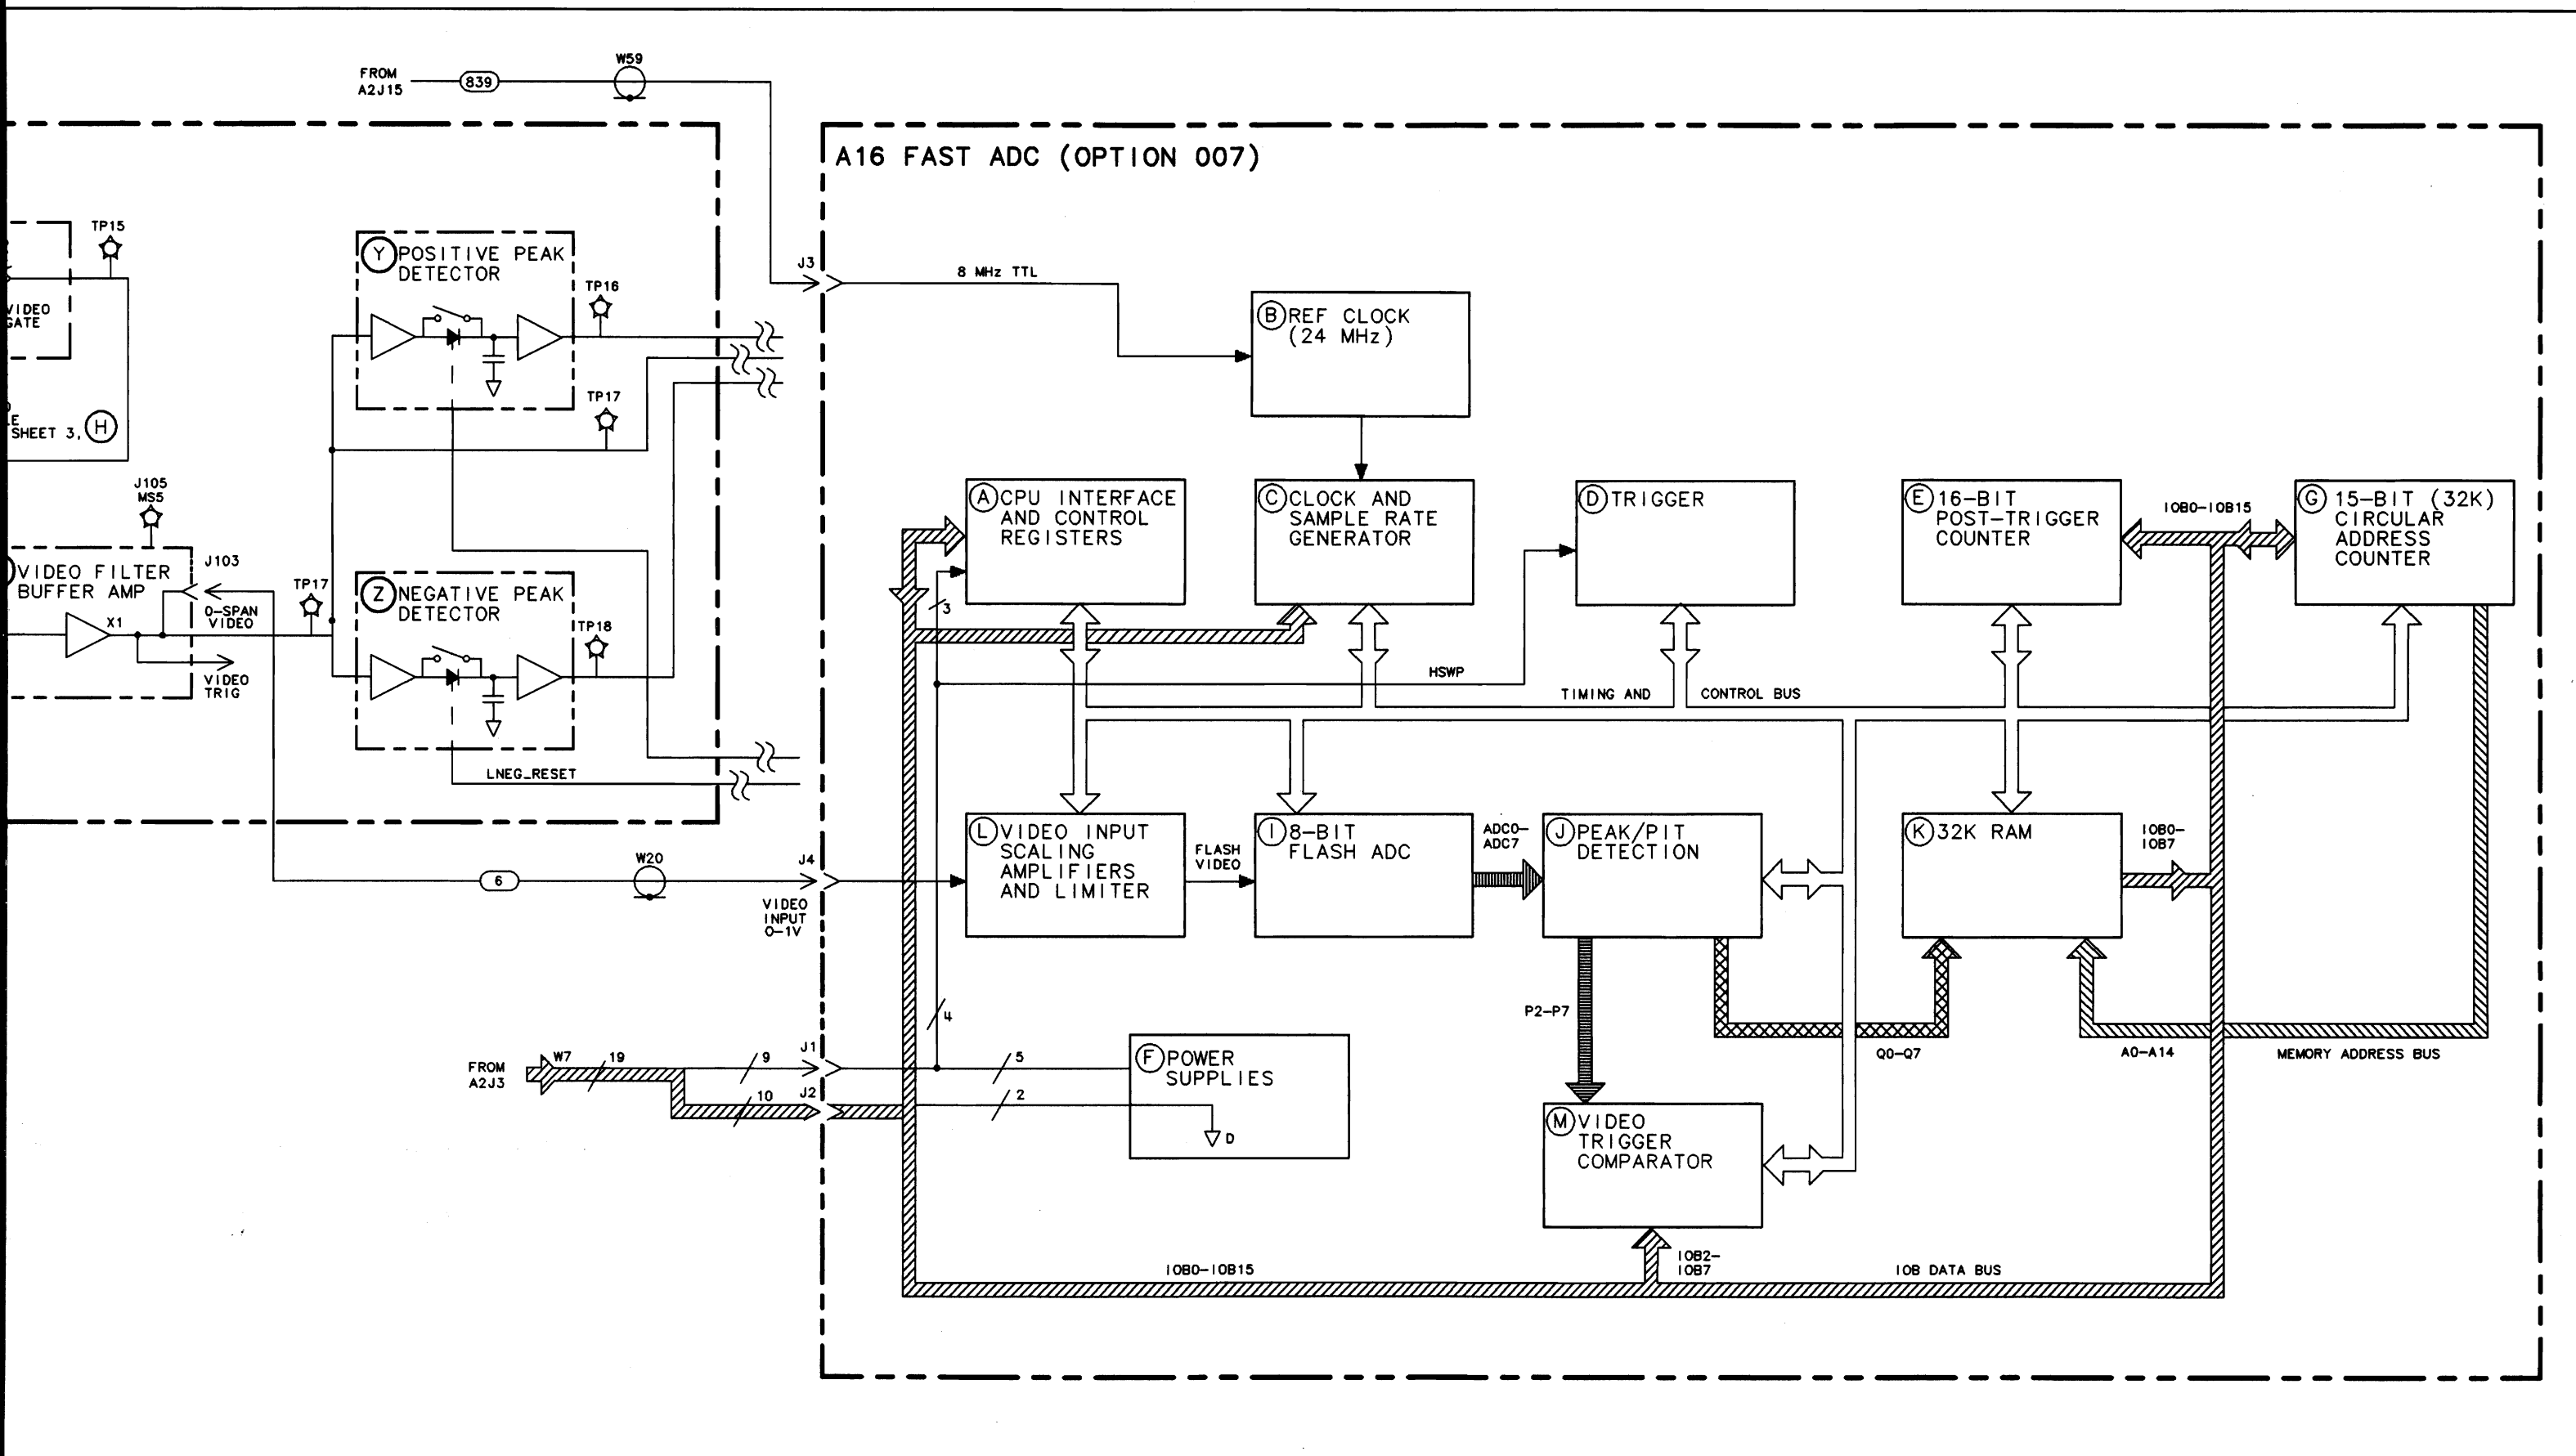 FROM
A2J15
839
W59
A16 FAST ADC (OPTION 007)
TP15
VIDEO
GATE
SHEET 3,
H
Y
POSITIVE PEAK
DETECTOR
TP16
TP17
J3
8 MHz TTL
B
REF CLOCK
(24 MHz)
J105
MS5
VIDEO FILTER
BUFFER AMP
J103
0-SPAN
VIDEO
X1
VIDEO
TRIG
TP17
Z
NEGATIVE PEAK
DETECTOR
TP18
LNEG_RESET
A
CPU INTERFACE
AND CONTROL
REGISTERS
C
CLOCK AND
SAMPLE RATE
GENERATOR
D
TRIGGER
E
16-BIT
POST-TRIGGER
COUNTER
IOB0-IOB15
G
15-BIT (32K)
CIRCULAR
ADDRESS
COUNTER
3
HSWP
TIMING AND
CONTROL BUS
6
W20
J4
VIDEO
INPUT
0-1V
L
VIDEO INPUT
SCALING
AMPLIFIERS
AND LIMITER
FLASH
VIDEO
I
8-BIT
FLASH ADC
ADC0-
ADC7
J
PEAK/PIT
DETECTION
K
32K RAM
IOB0-
IOB7
4
P2-P7
Q0-Q7
A0-A14
MEMORY ADDRESS BUS
FROM
A2J3
W7
19
9
J1
10
J2
5
2
F
POWER
SUPPLIES
D
M
VIDEO
TRIGGER
COMPARATOR
IOB0-IOB15
IOB2-
IOB7
IOB DATA BUS